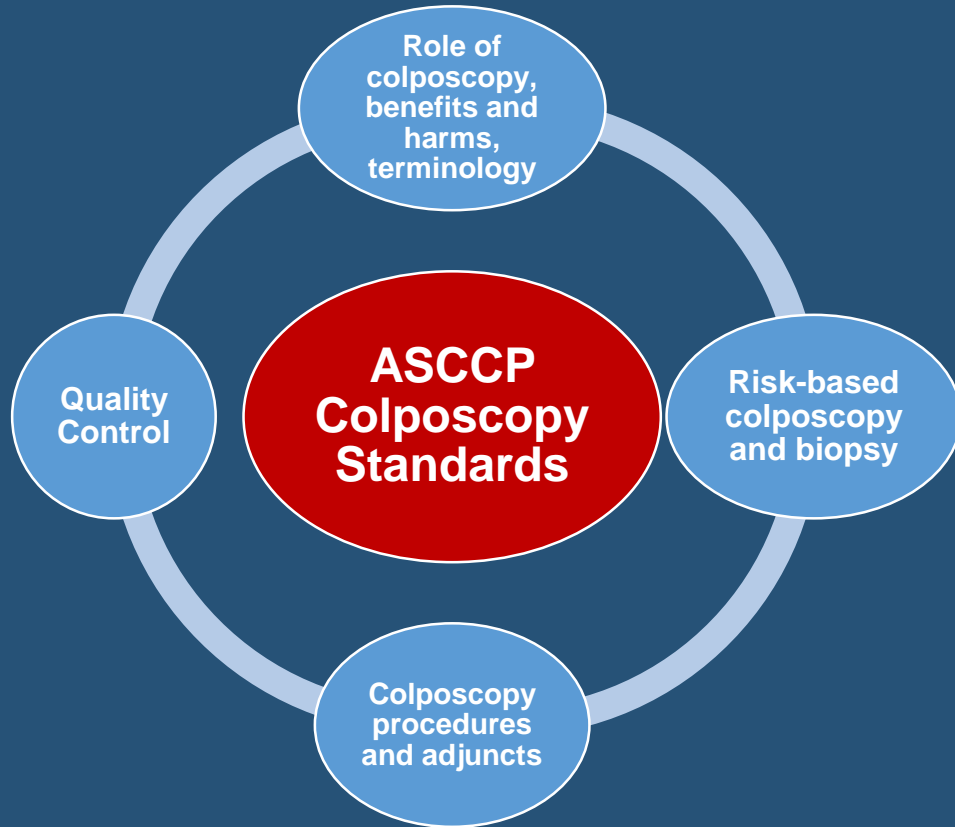 Role of
colposcopy,
benefits and
harms,
terminology
ASCCP
Colposcopy
Standards
Quality
Control
Risk-based
colposcopy
and biopsy
Colposcopy
procedures
and adjuncts